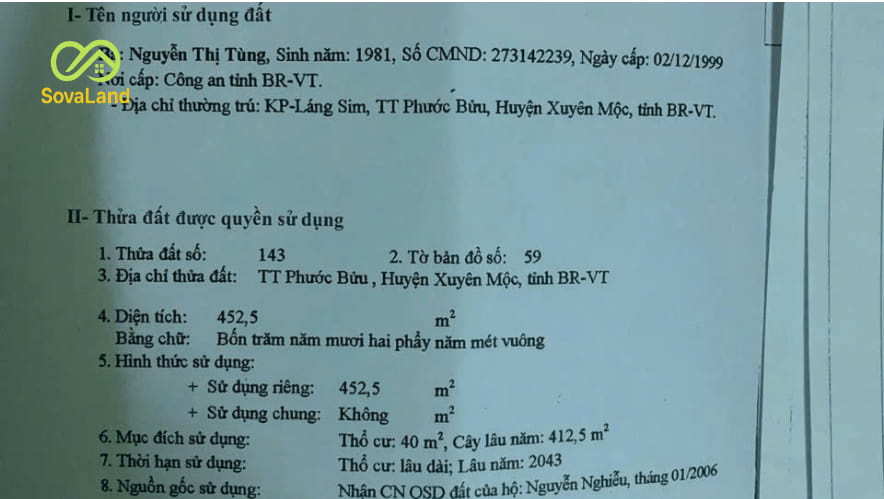 I- Tên người sử dụng đất
Bà: Nguyễn Thị Tùng, Sinh năm: 1981, Số CMND: 273142239, Ngày cấp: 02/12/1999
Nơi cấp: Công an tỉnh BR-VT.
SovaLand
- Địa chỉ thường trú: KP-Láng Sim, TT Phước Bửu, Huyện Xuyên Mộc, tỉnh BR-VT.
II- Thửa đất được quyền sử dụng
1. Thửa đất số: 143 2. Tờ bản đồ số: 59
3. Địa chỉ thửa đất: TT Phước Bửu , Huyện Xuyên Mộc, tỉnh BR-VT
4. Diện tích: 452,5 m²
Bằng chữ: Bốn trăm năm mươi hai phẩy năm mét vuông
5. Hình thức sử dụng:
+ Sử dụng riêng: 452,5 m²
+ Sử dụng chung: Không m²
6. Mục đích sử dụng: Thổ cư: 40 m², Cây lâu năm: 412,5 m²
7. Thời hạn sử dụng: Thổ cư: lâu dài; Lâu năm: 2043
8. Nguồn gốc sử dụng: Nhận CN QSD đất của hộ: Nguyễn Nghiễu, tháng 01/2006